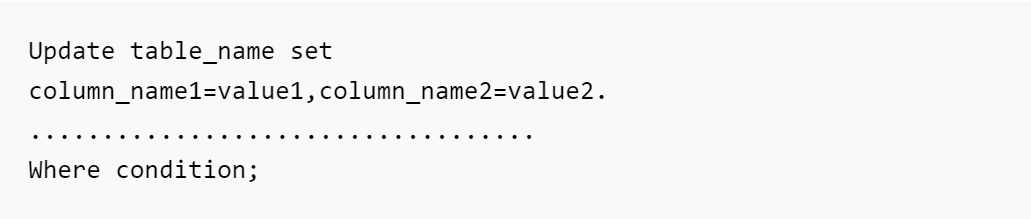 Update table_name set
column_name1=value1,column_name2=value2.
...................................
Where condition;